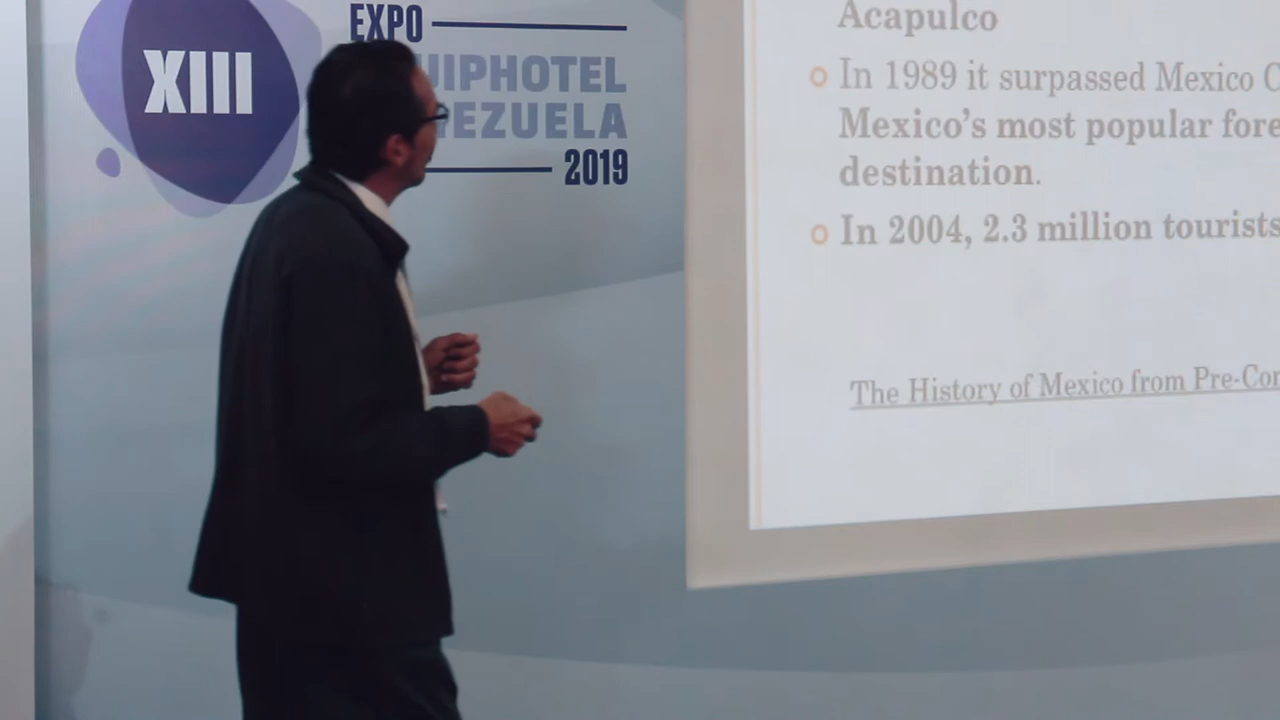 XIII
EXPO
UIPHOTEL
EZUELA
2019
Acapulco
In 1989 it surpassed Mexico C
Mexico's most popular fore
destination.
In 2004, 2.3 million tourists
The History of Mexico from Pre-Con